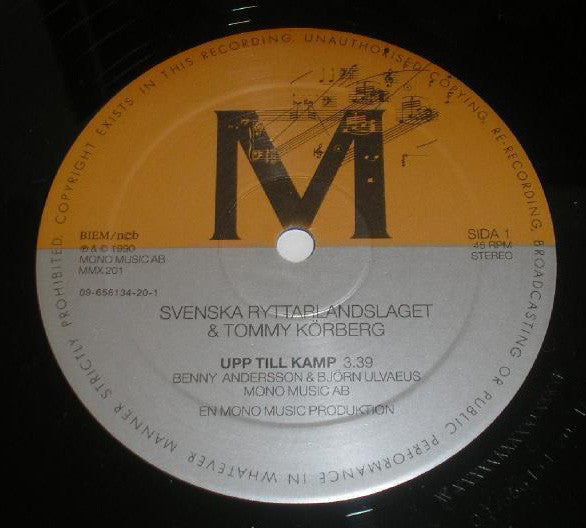 COPYRIGHT EXISTS IN THIS RECORDING, UNAUTHORISED COPYING, RE-RECORDING, BROADCASTING OR PUBLIC PERFORMANCE IN WHATEVER MANNER STRICTLY PROHIBITED.
M
BIEM/n©b
℗ & © 1990
MONO MUSIC AB
MMX 201
09-656134-20-1
SIDA 1
45 RPM
STEREO
SVENSKA RYTTARLANDSLAGET
& TOMMY KÖRBERG
UPP TILL KAMP 3.39
BENNY ANDERSSON & BJÖRN ULVAEUS
MONO MUSIC AB
EN MONO MUSIC PRODUKTION